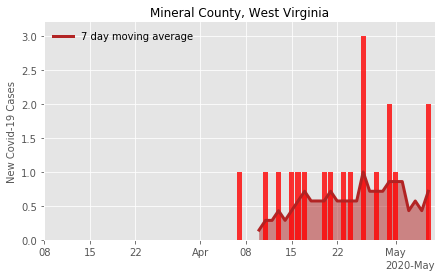 Mineral County, West Virginia
7 day moving average
New Covid-19 Cases
3.0
2.5
2.0
1.5
1.0
0.5
0.0
08 15 22 Apr 08 15 22 May
2020-May